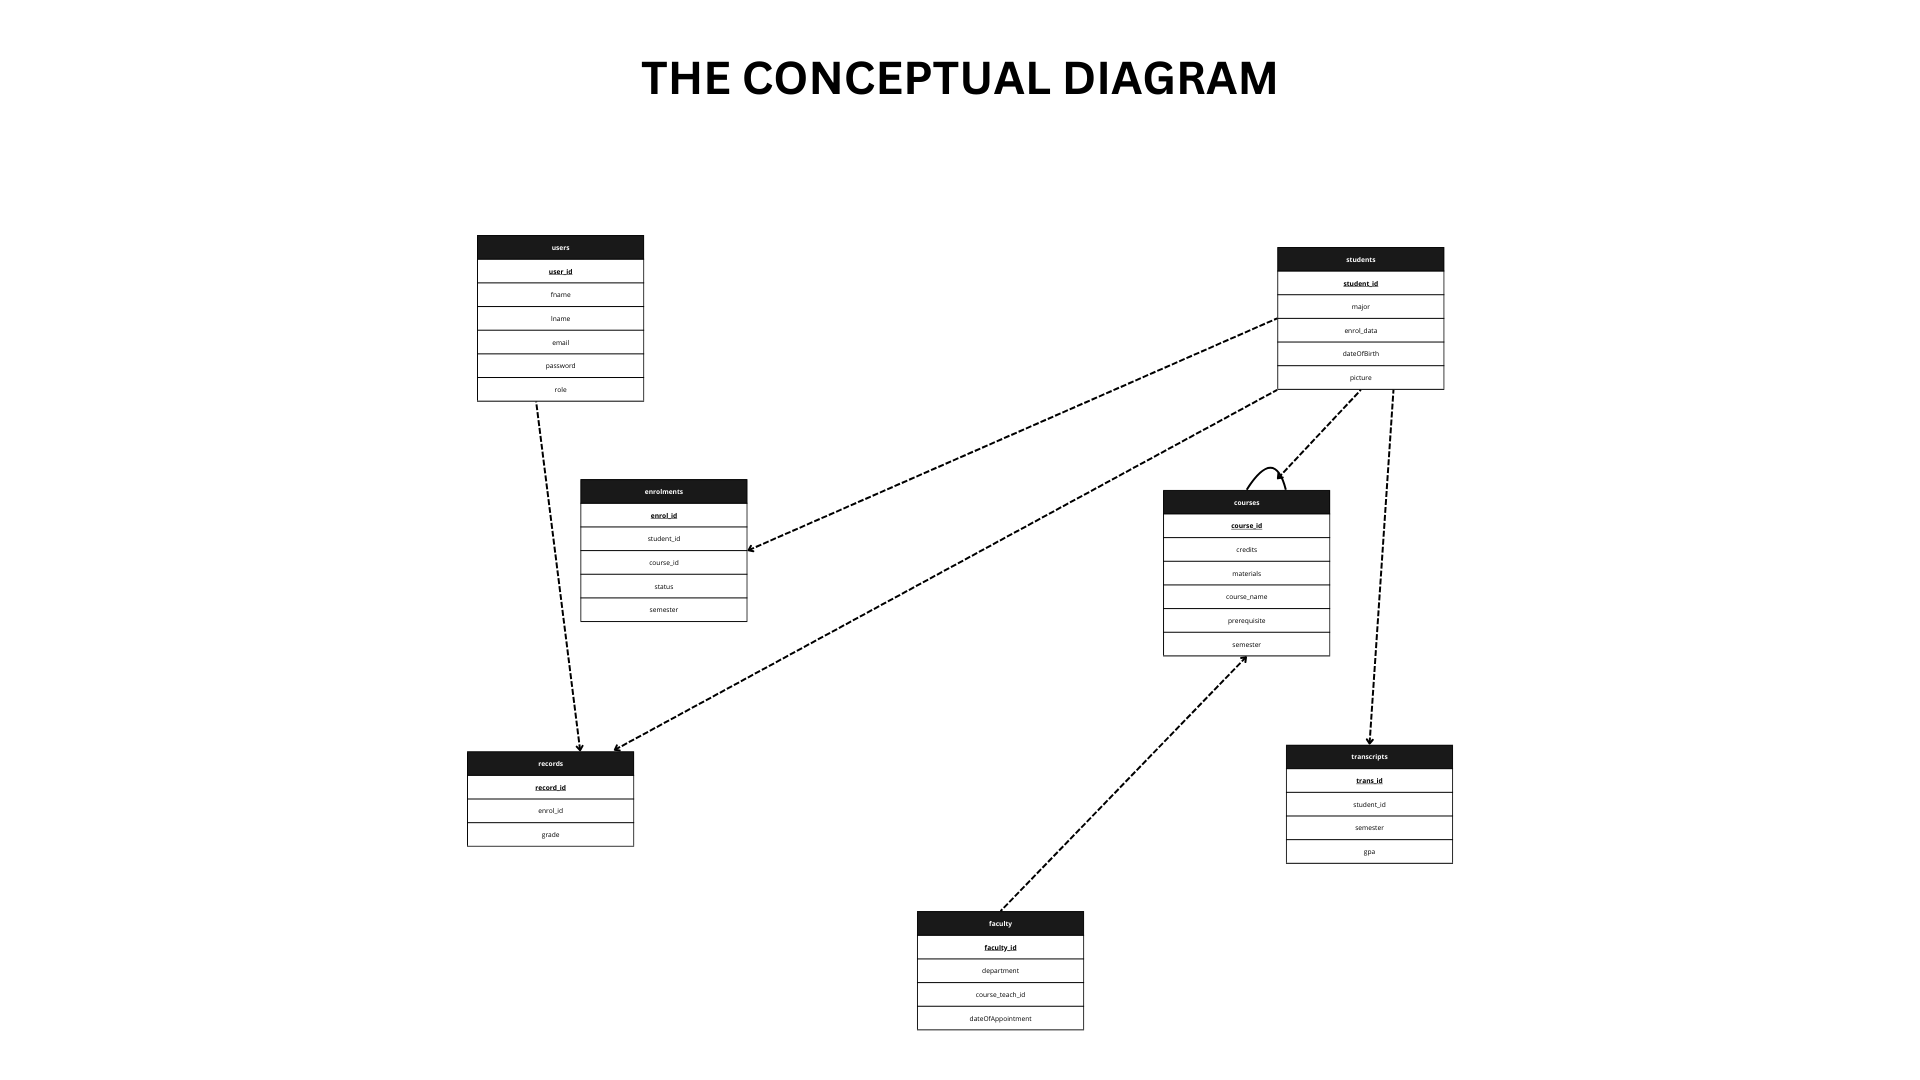 THE CONCEPTUAL DIAGRAM
users
user_id
fname
lname
email
password
role
students
student_id
major
enrol_data
dateOfBirth
picture
enrolments
enrol_id
student_id
course_id
status
semester
courses
course_id
credits
materials
course_name
prerequisite
semester
records
record_id
enrol_id
grade
transcripts
trans_id
student_id
semester
gpa
faculty
faculty_id
department
course_teach_id
dateOfAppointment